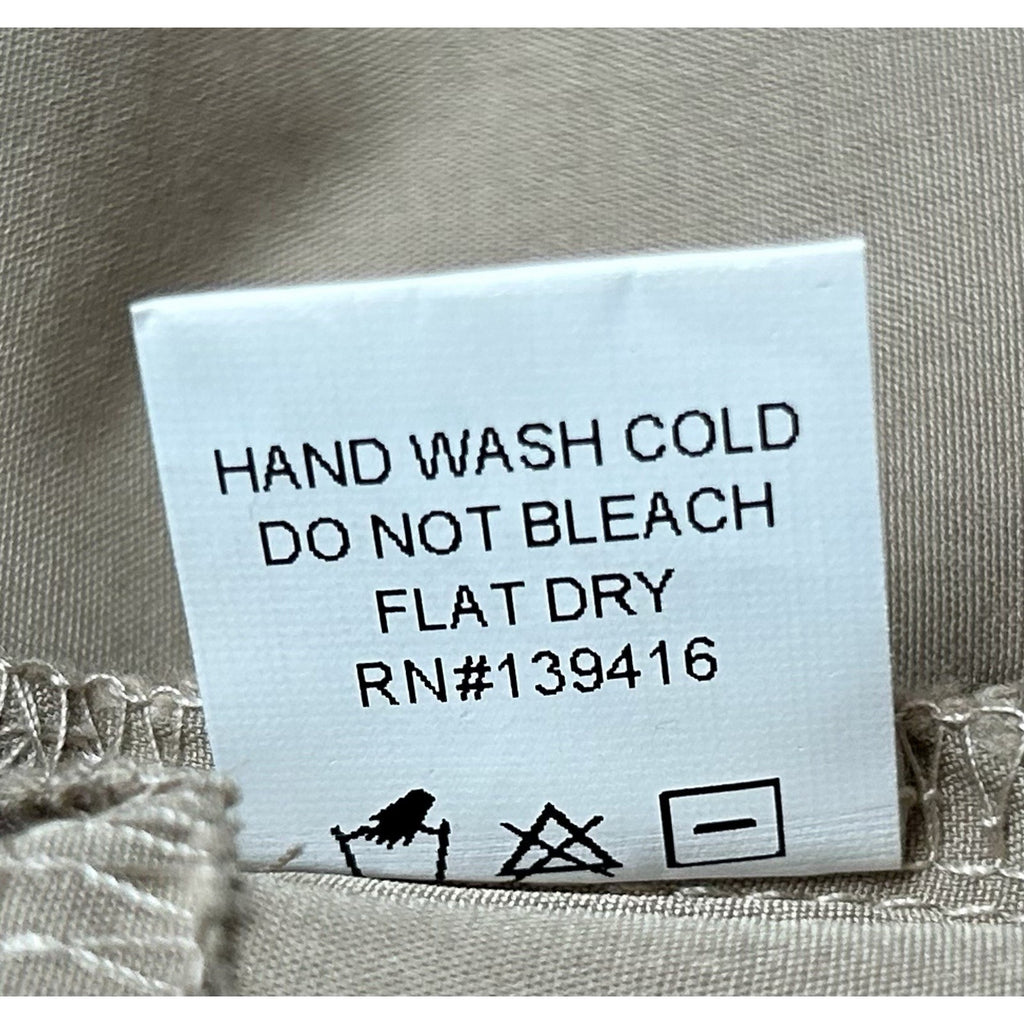 HAND WASH COLD
DO NOT BLEACH
FLAT DRY
RN#139416